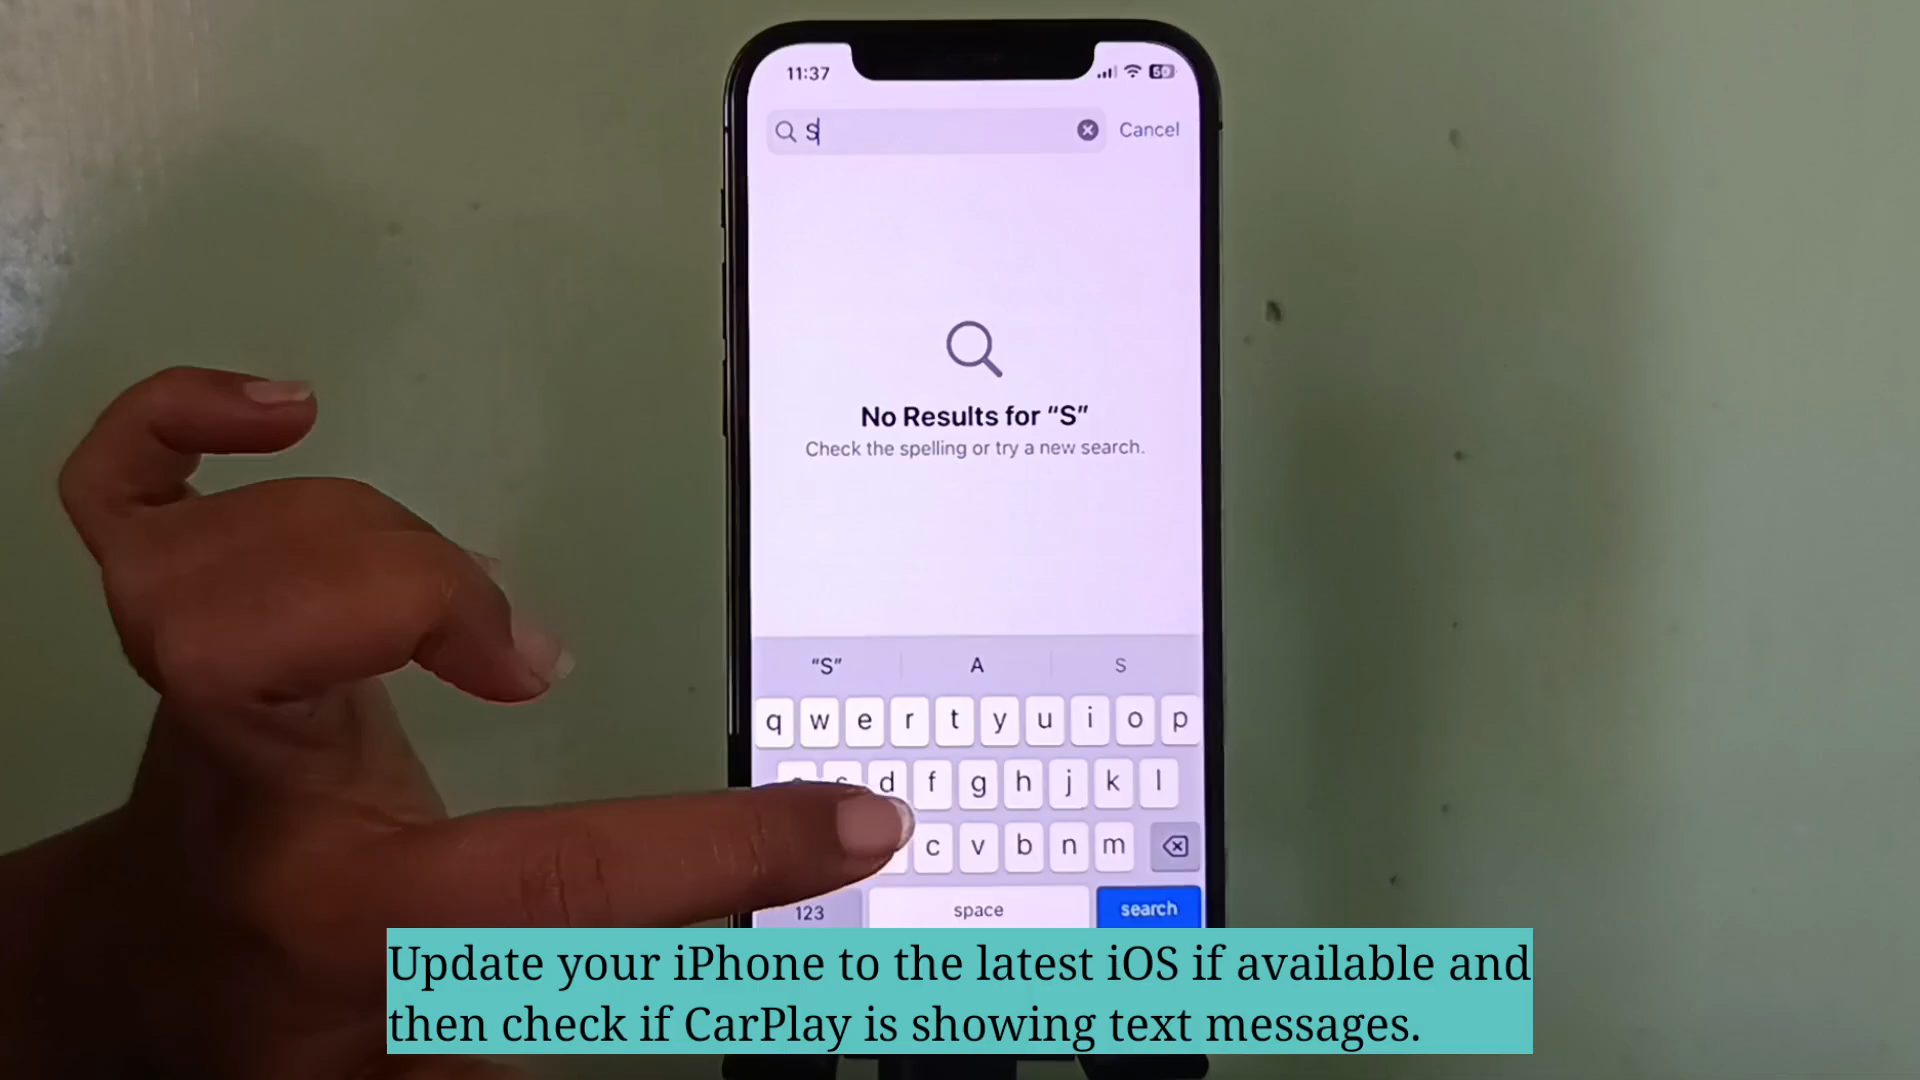 11:37
60
S
Cancel
No Results for “S”
Check the spelling or try a new search.
“S” A S
q w e r t y u i o p
d f g h j k l
c v b n m
123 space search
Update your iPhone to the latest iOS if available and
then check if CarPlay is showing text messages.